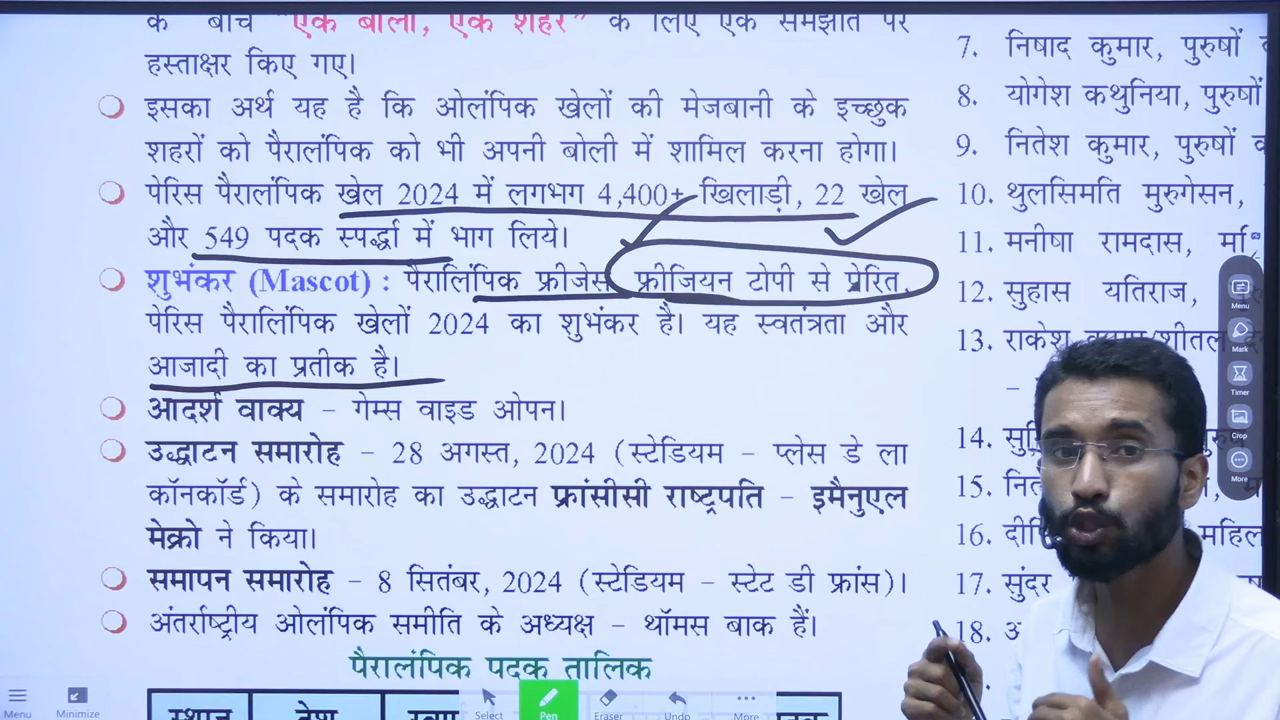 के बीच “एक बोली, एक शहर” के लिए एक समझौते पर
हस्ताक्षर किए गए।
इसका अर्थ यह है कि ओलंपिक खेलों की मेजबानी के इच्छुक
शहरों को पैरालंपिक को भी अपनी बोली में शामिल करना होगा।
पेरिस पैरालंपिक खेल 2024 में लगभग 4,400+ खिलाड़ी, 22 खेल
और 549 पदक स्पर्द्धा में भाग लिये।
शुभंकर (Mascot) : पैरालिंपिक फ्रीजेस फ्रीजियन टोपी से प्रेरित,
पेरिस पैरालिंपिक खेलों 2024 का शुभंकर है। यह स्वतंत्रता और
आजादी का प्रतीक है।
आदर्श वाक्य – गेम्स वाइड ओपन।
उद्घाटन समारोह – 28 अगस्त, 2024 (स्टेडियम – प्लेस डे ला
कॉनकॉर्ड) के समारोह का उद्घाटन फ्रांसीसी राष्ट्रपति – इमैनुएल
मेक्रो ने किया।
समापन समारोह – 8 सितंबर, 2024 (स्टेडियम – स्टेट डी फ्रांस)।
अंतर्राष्ट्रीय ओलंपिक समीति के अध्यक्ष – थॉमस बाक हैं।
पैरालंपिक पदक तालिक
स्थान देश
7. निषाद कुमार, पुरुषों
8. योगेश कथुनिया, पुरुषों
9. नितेश कुमार, पुरुषों
10. थुलसिमति मुरुगेसन,
11. मनीषा रामदास,
12. सुहास यतिराज,
13. राकेश कुमार/शीतल
14.
15.
16. महिल
17. सुंदर
18.
Menu
Mark
Timer
Crop
More
Menu Minimize Select Pen Eraser Undo More